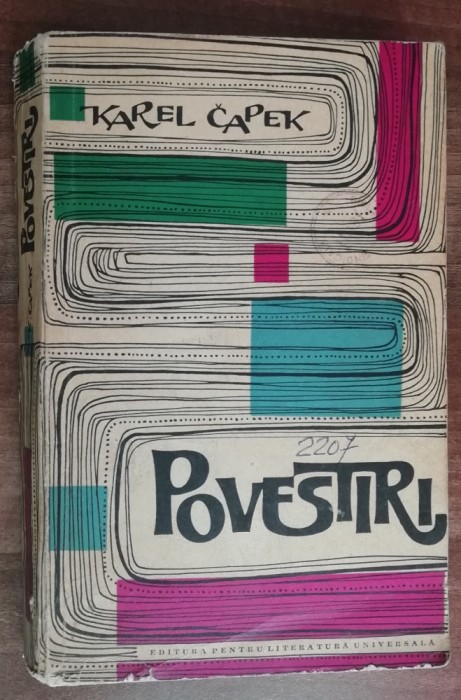 KAREL ČAPEK
2207
POVESTIRI
EDITURA PENTRU LITERATURĂ UNIVERSALĂ
POVESTIRI
ČAPEK